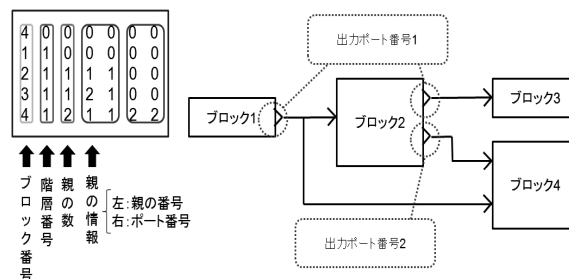 4 0 0 0 0 0 0
1 0 0 0 0 0 0
2 1 1 1 1 0 0
3 1 1 2 1 0 0
4 1 2 1 1 2 2
ブロック番号
階層番号
親の数
親の情報
左:親の番号
右:ポート番号
出力ポート番号1
ブロック1
ブロック2
ブロック3
ブロック4
出力ポート番号2